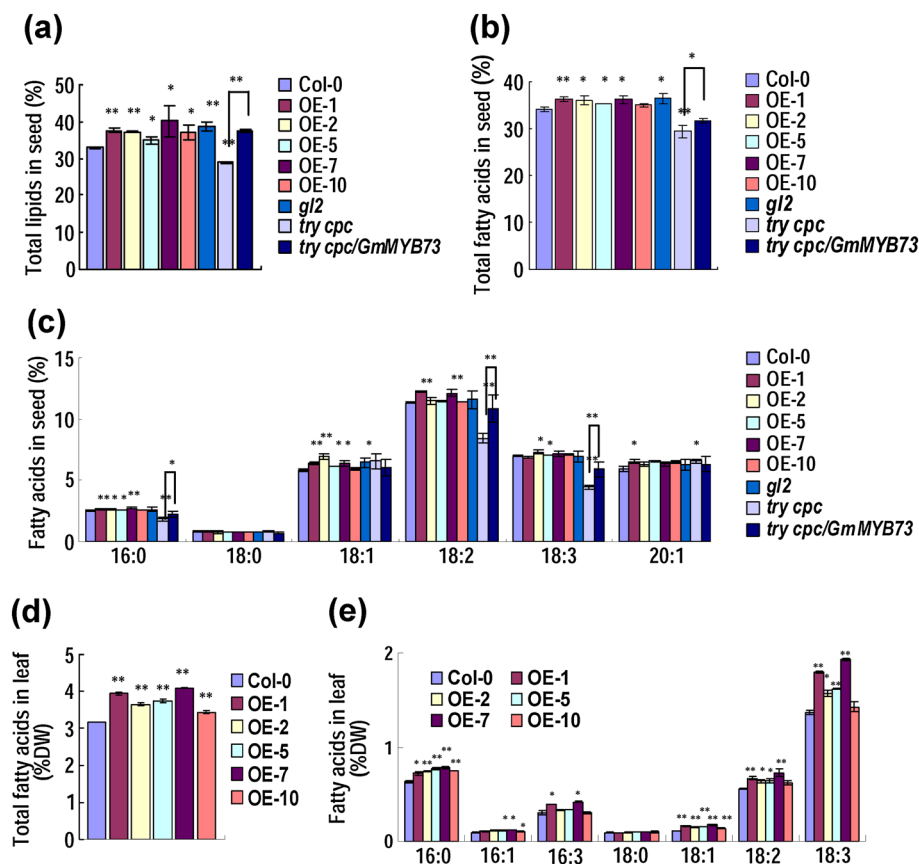 (a)
Total lipids in seed (%)
50
40
30
20
10
0
** ** * * * ** ** **
Col-0
OE-1
OE-2
OE-5
OE-7
OE-10
gl2
try cpc
try cpc/GmMYB73
(b)
Total fatty acids in seed (%)
40
30
20
10
0
** * * * * ** *
Col-0
OE-1
OE-2
OE-5
OE-7
OE-10
gl2
try cpc
try cpc/GmMYB73
(c)
Fatty acids in seed (%)
15
10
5
0
16:0 18:0 18:1 18:2 18:3 20:1
Col-0
OE-1
OE-2
OE-5
OE-7
OE-10
gl2
try cpc
try cpc/GmMYB73
(d)
Total fatty acids in leaf
(%DW)
5
4
3
2
1
0
** ** ** ** **
Col-0
OE-1
OE-2
OE-5
OE-7
OE-10
(e)
Fatty acids in leaf
(%DW)
2
1
0
Col-0 OE-1
OE-2 OE-5
OE-7 OE-10
16:0 16:1 16:3 18:0 18:1 18:2 18:3